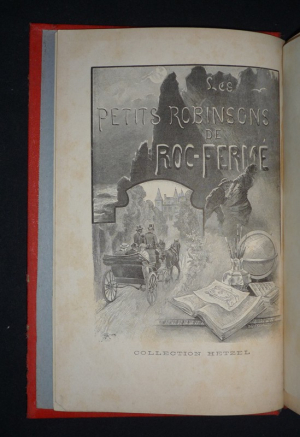 LES
PETITS ROBINSONS
DE
ROC-FERMÉ
COLLECTION HETZEL